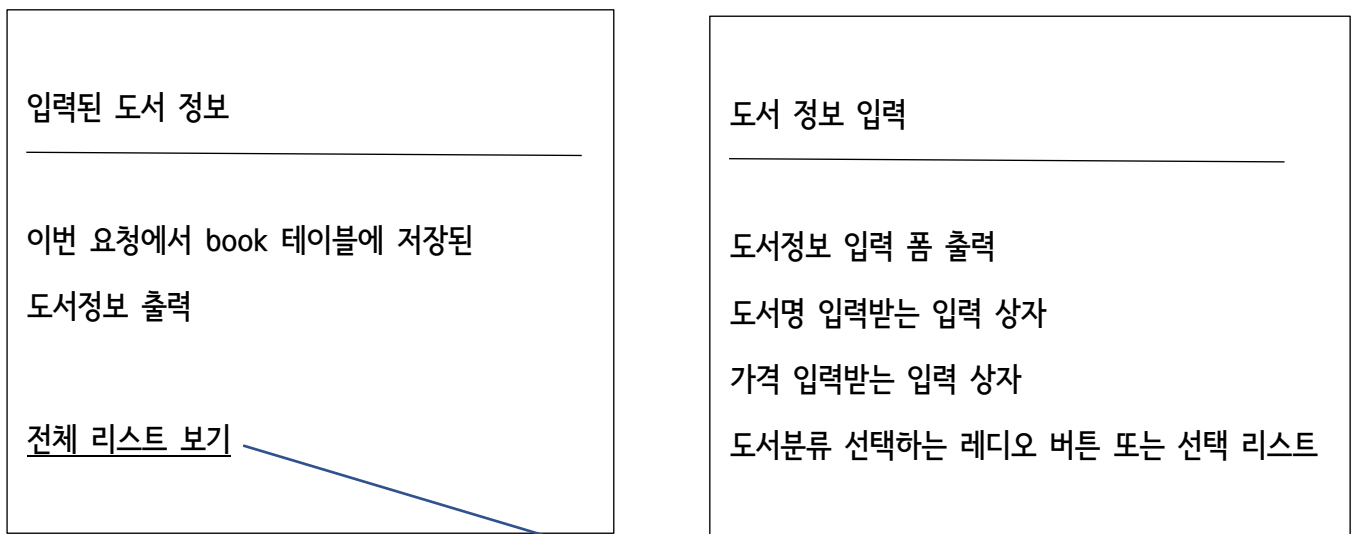 입력된 도서 정보
이번 요청에서 book 테이블에 저장된
도서정보 출력
전체 리스트 보기
도서 정보 입력
도서정보 입력 폼 출력
도서명 입력받는 입력 상자
가격 입력받는 입력 상자
도서분류 선택하는 레디오 버튼 또는 선택 리스트